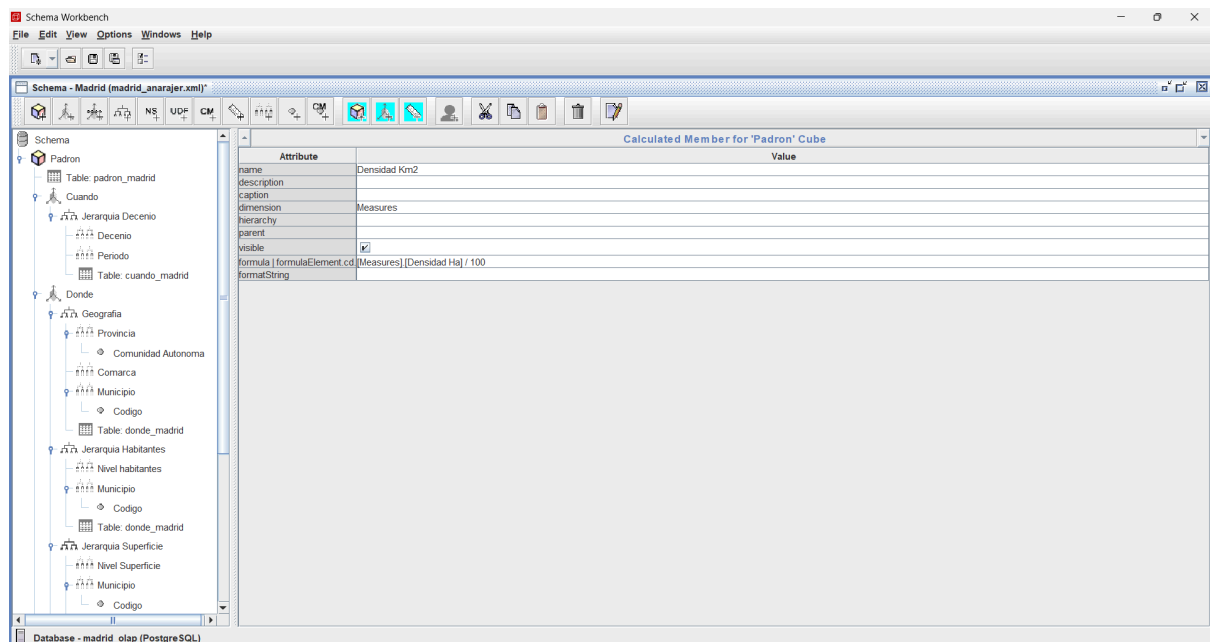 Schema Workbench
File Edit View Options Windows Help
Schema - Madrid (madrid_anarajer.xml)*
NS UDF CM CM
Schema
Padron
Table: padron_madrid
Cuando
Jerarquia Decenio
Decenio
Periodo
Table: cuando_madrid
Donde
Geografia
Provincia
Comunidad Autonoma
Comarca
Municipio
Codigo
Table: donde_madrid
Jerarquia Habitantes
Nivel habitantes
Municipio
Codigo
Table: donde_madrid
Jerarquia Superficie
Nivel Superficie
Municipio
Codigo
Calculated Member for 'Padron' Cube
Attribute Value
name Densidad Km2
description
caption
dimension Measures
hierarchy
parent
visible
formula | formulaElement.cd. [Measures].[Densidad Ha] / 100
formatString
Database - madrid_olap (PostgreSQL)